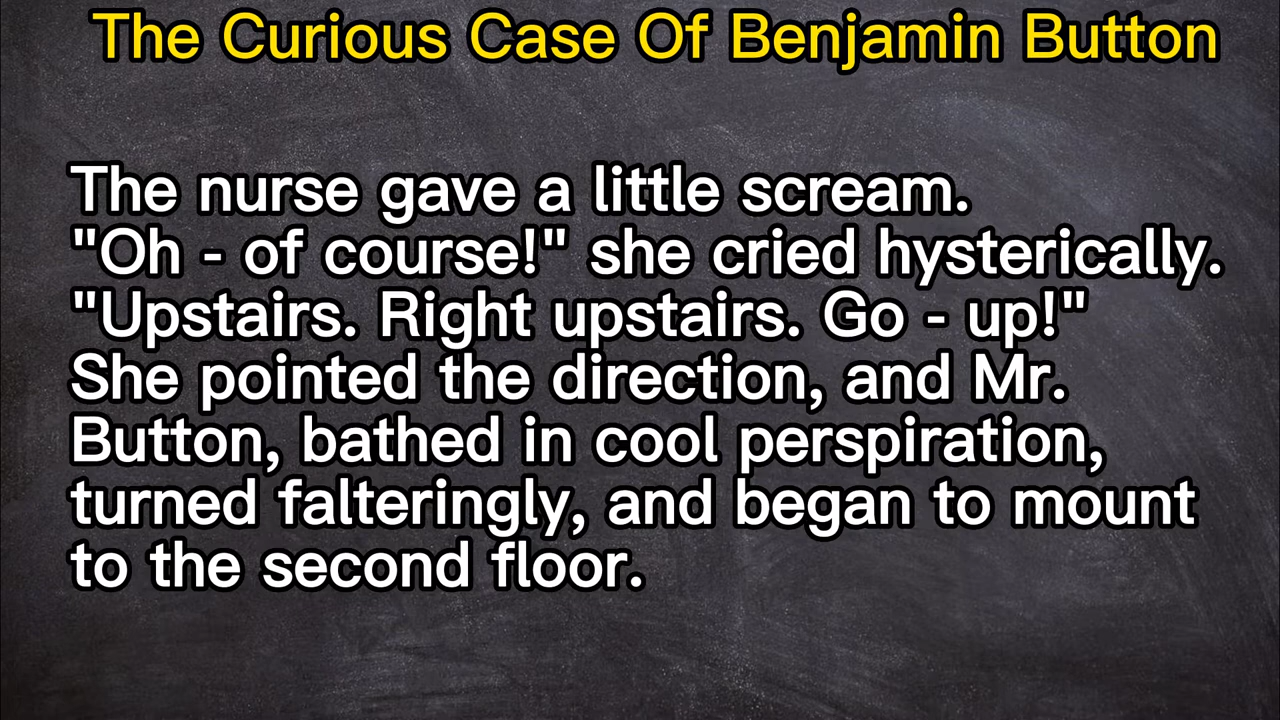 The Curious Case Of Benjamin Button
The nurse gave a little scream.
"Oh - of course!" she cried hysterically.
"Upstairs. Right upstairs. Go - up!"
She pointed the direction, and Mr.
Button, bathed in cool perspiration,
turned falteringly, and began to mount
to the second floor.